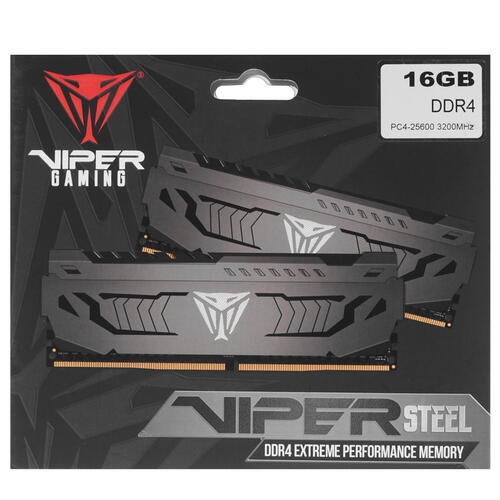 16GB
DDR4
PC4-25600 3200MHz
VIPER
GAMING
VIPER STEEL
DDR4 EXTREME PERFORMANCE MEMORY